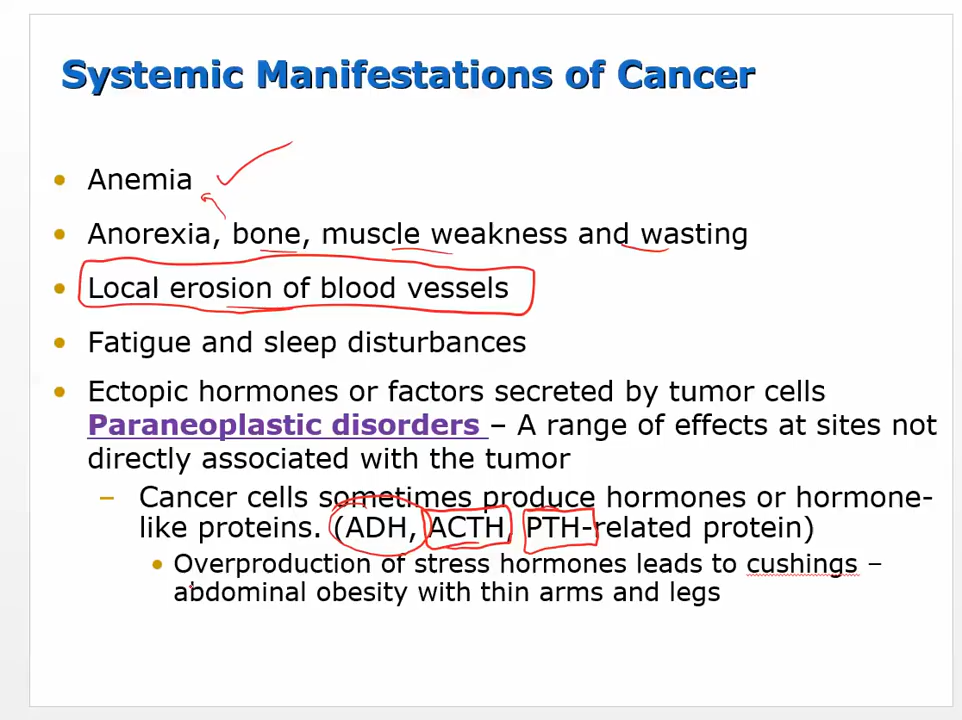 Systemic Manifestations of Cancer
• Anemia
• Anorexia, bone, muscle weakness and wasting
• Local erosion of blood vessels
• Fatigue and sleep disturbances
• Ectopic hormones or factors secreted by tumor cells
Paraneoplastic disorders – A range of effects at sites not
directly associated with the tumor
– Cancer cells sometimes produce hormones or hormone-
like proteins. (ADH, ACTH, PTH-related protein)
• Overproduction of stress hormones leads to cushings –
abdominal obesity with thin arms and legs